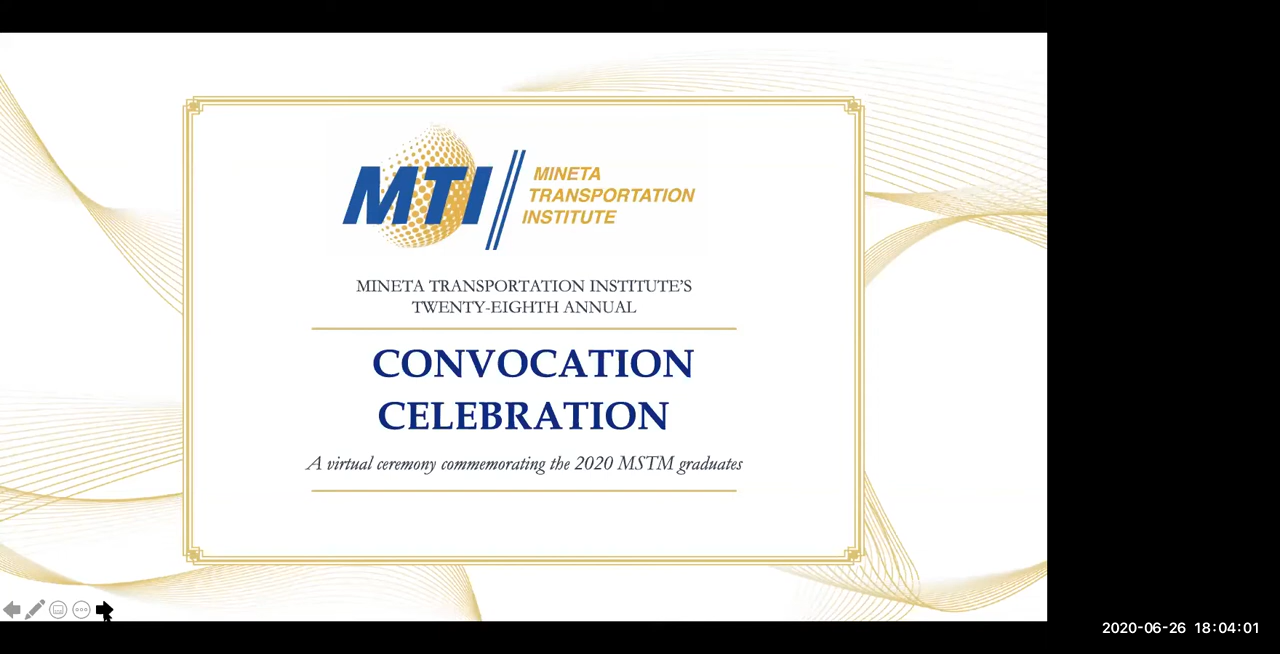 MTI
MINETA
TRANSPORTATION
INSTITUTE
MINETA TRANSPORTATION INSTITUTE'S
TWENTY-EIGHTH ANNUAL
CONVOCATION
CELEBRATION
A virtual ceremony commemorating the 2020 MSTM graduates
2020-06-26 18:04:01